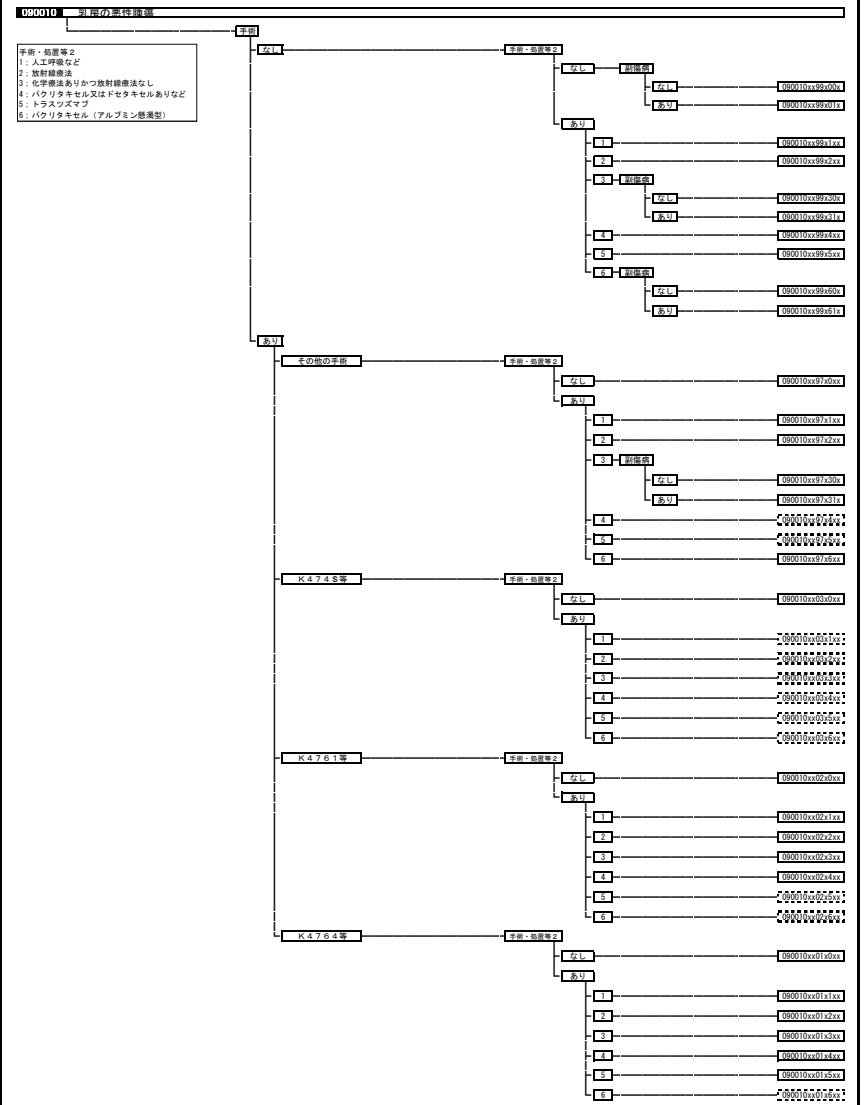 090010 乳房の悪性腫瘍
手術
手術・処置等2
1：人工呼吸など
2：放射線療法
3：化学療法ありかつ放射線療法なし
4：パクリタキセル又はドセタキセルありなど
5：トラスツズマブ
6：パクリタキセル（アルブミン懸濁型）
なし 手術・処置等2
なし 副傷病
なし 090010xx99x00x
あり 090010xx99x01x
あり
1 090010xx99x1xx
2 090010xx99x2xx
3 副傷病
なし 090010xx99x30x
あり 090010xx99x31x
4 090010xx99x4xx
5 090010xx99x5xx
6 副傷病
なし 090010xx99x60x
あり 090010xx99x61x
あり
その他の手術 手術・処置等2
なし 090010xx97x0xx
あり
1 090010xx97x1xx
2 090010xx97x2xx
3 副傷病
なし 090010xx97x30x
あり 090010xx97x31x
4 090010xx97x4xx
5 090010xx97x5xx
6 090010xx97x6xx
K474$等 手術・処置等2
なし 090010xx03x0xx
あり
1 090010xx03x1xx
2 090010xx03x2xx
3 090010xx03x3xx
4 090010xx03x4xx
5 090010xx03x5xx
6 090010xx03x6xx
K4761等 手術・処置等2
なし 090010xx02x0xx
あり
1 090010xx02x1xx
2 090010xx02x2xx
3 090010xx02x3xx
4 090010xx02x4xx
5 090010xx02x5xx
6 090010xx02x6xx
K4764等 手術・処置等2
なし 090010xx01x0xx
あり
1 090010xx01x1xx
2 090010xx01x2xx
3 090010xx01x3xx
4 090010xx01x4xx
5 090010xx01x5xx
6 090010xx01x6xx